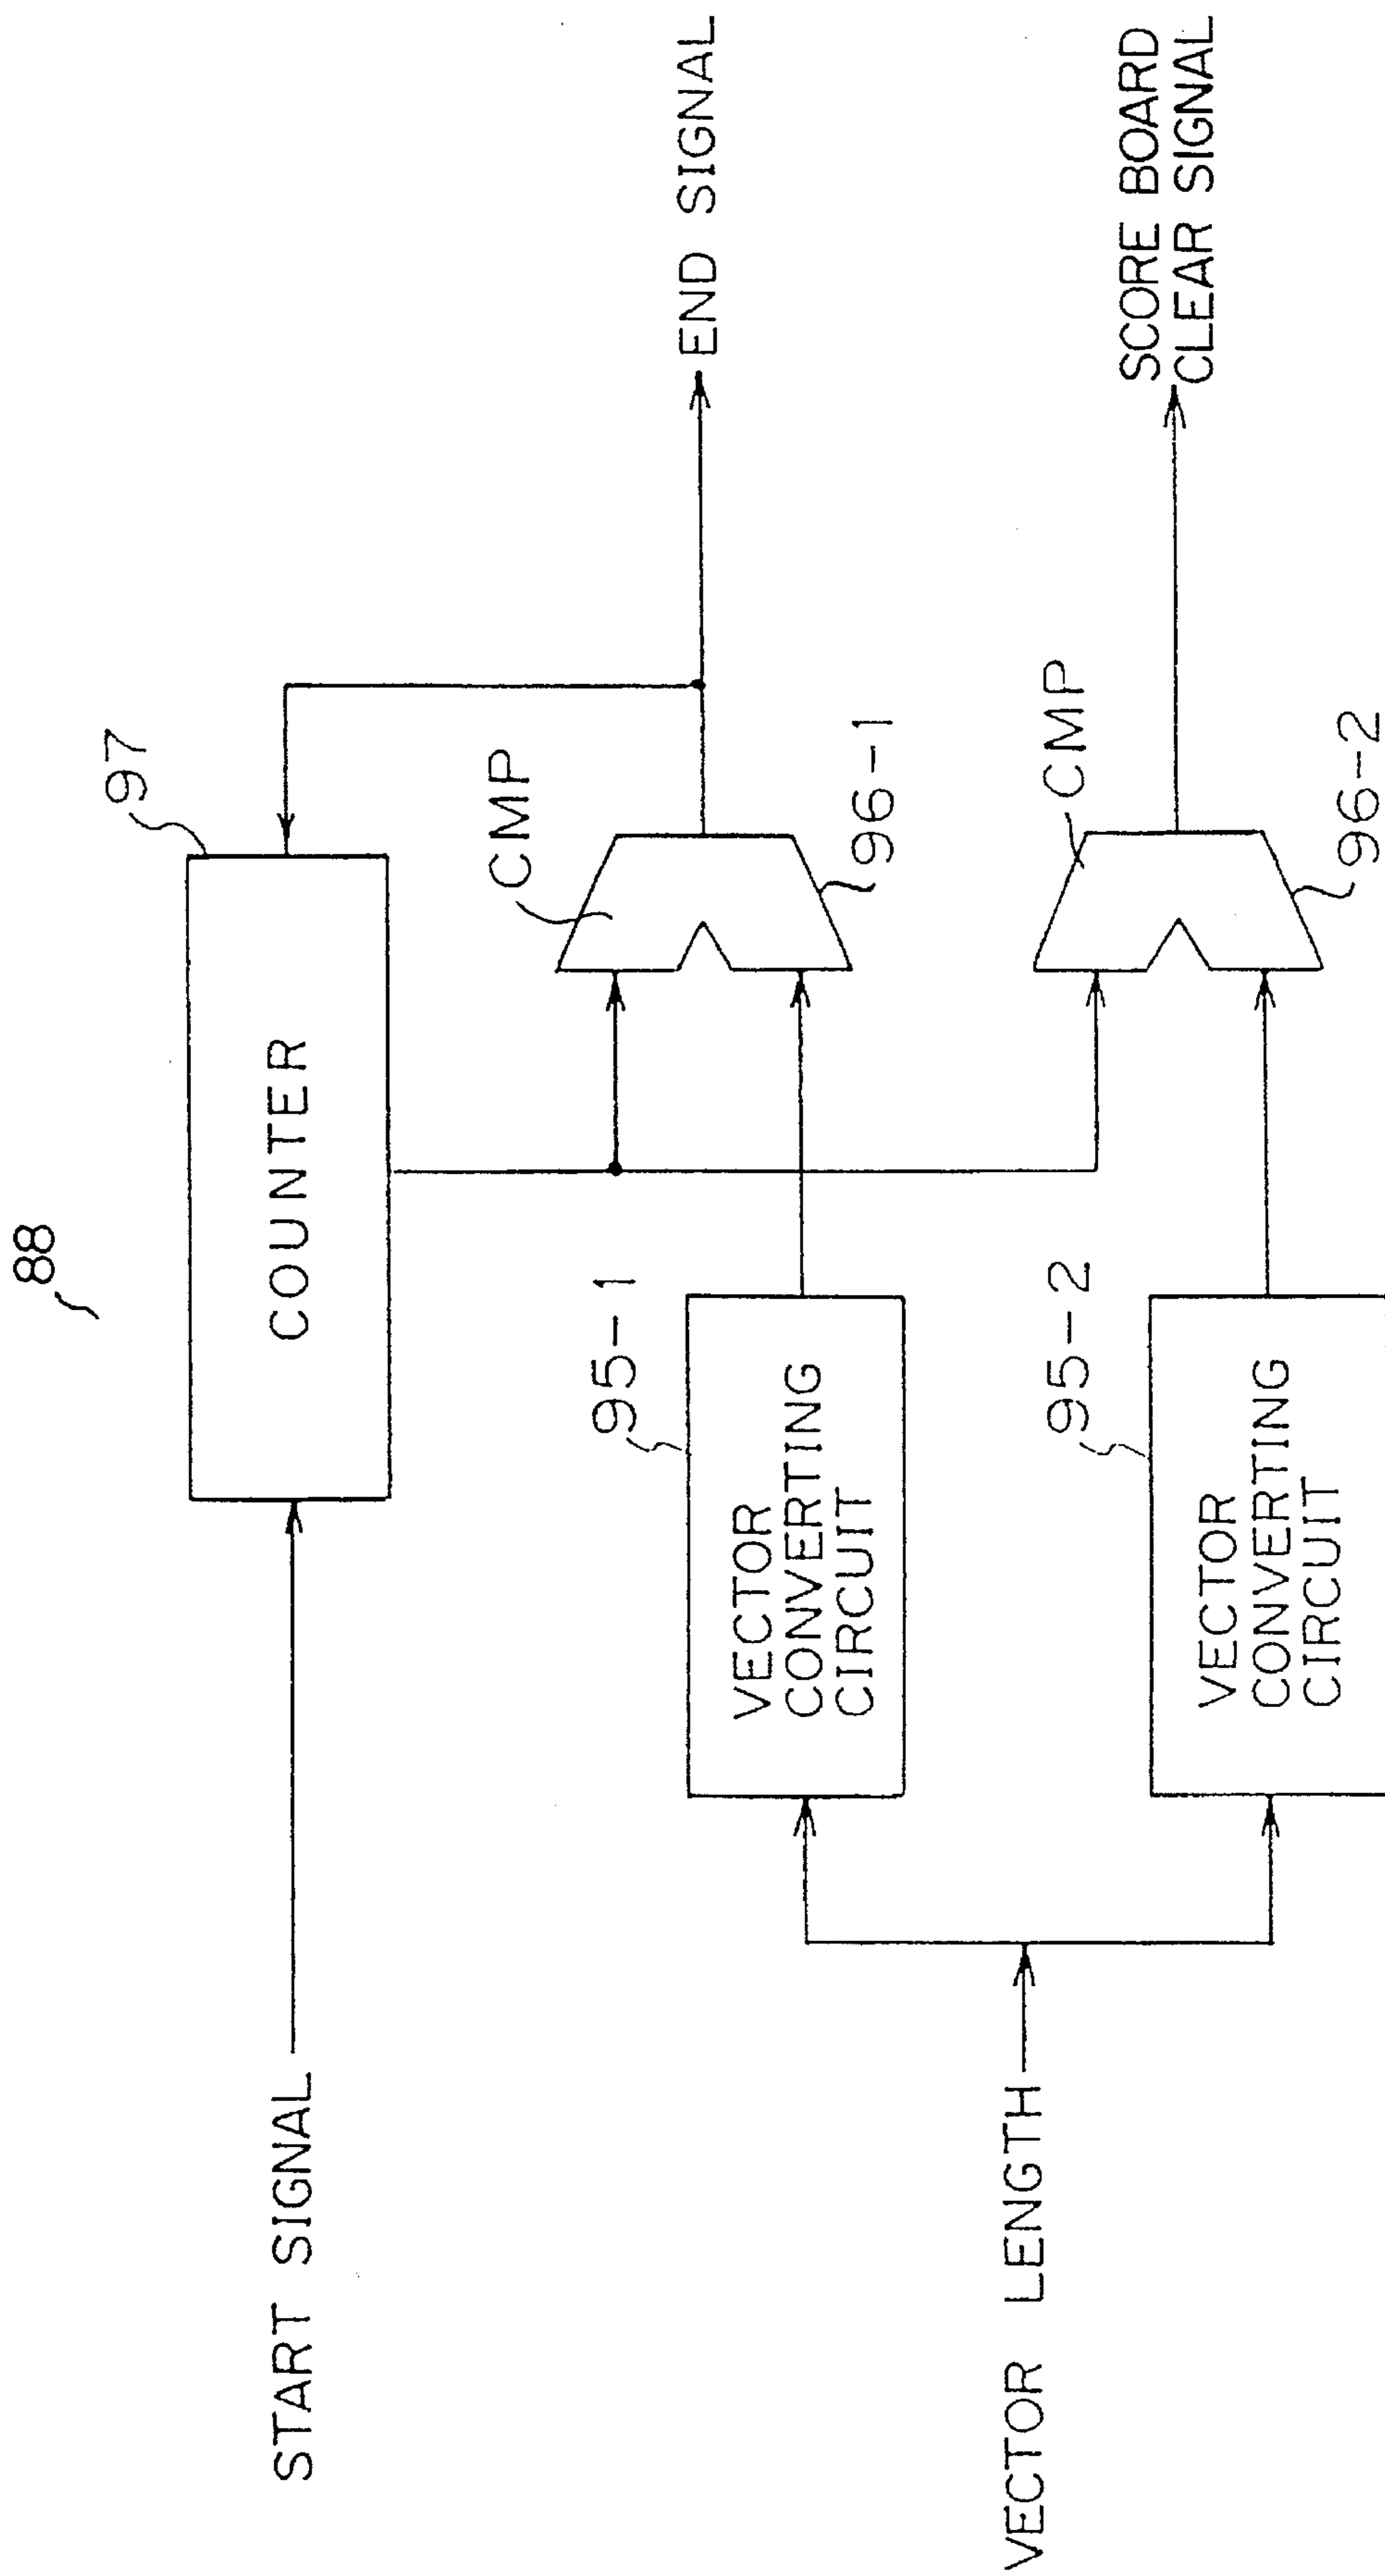 88
START SIGNAL
COUNTER
97
VECTOR LENGTH
VECTOR
CONVERTING
CIRCUIT
95-1
CMP
96-1
END SIGNAL
VECTOR
CONVERTING
CIRCUIT
95-2
CMP
96-2
SCORE BOARD
CLEAR SIGNAL